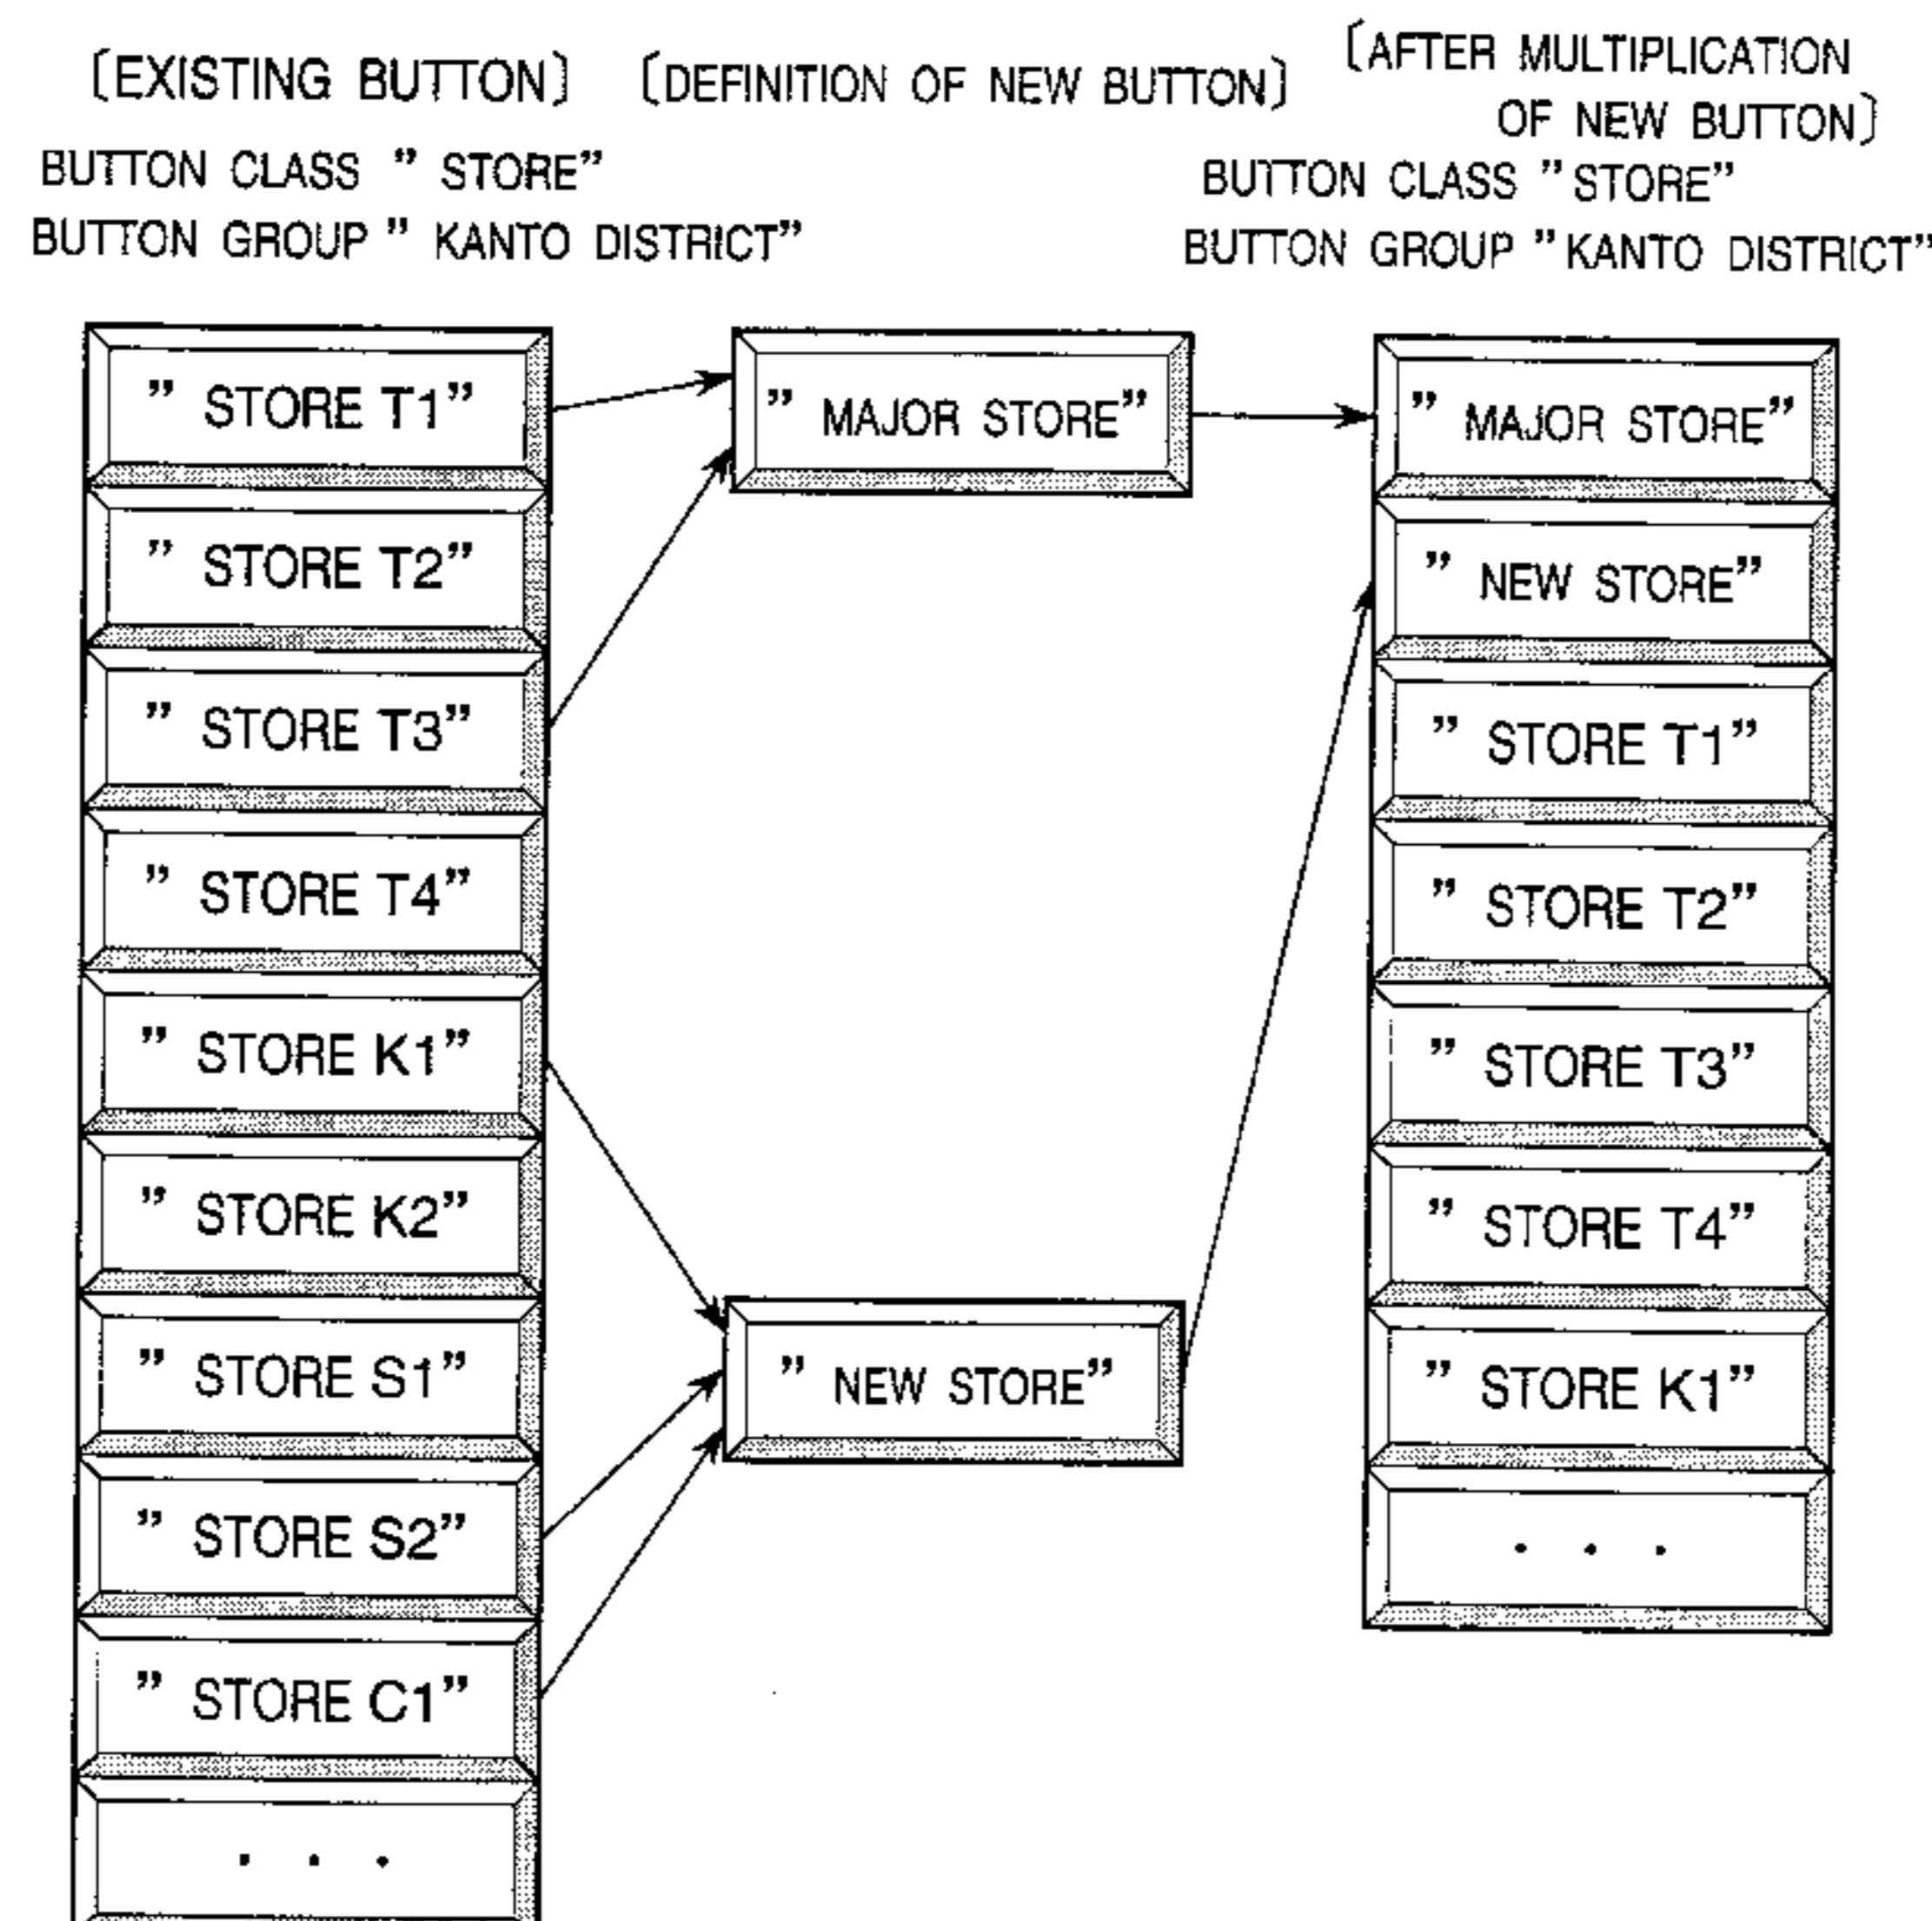 〔EXISTING BUTTON〕
BUTTON CLASS ” STORE”
BUTTON GROUP ” KANTO DISTRICT”
” STORE T1”
” STORE T2”
” STORE T3”
” STORE T4”
” STORE K1”
” STORE K2”
” STORE S1”
” STORE S2”
” STORE C1”
. . .
〔DEFINITION OF NEW BUTTON〕
” MAJOR STORE”
” NEW STORE”
〔AFTER MULTIPLICATION
OF NEW BUTTON〕
BUTTON CLASS ” STORE”
BUTTON GROUP ” KANTO DISTRICT”
” MAJOR STORE”
” NEW STORE”
” STORE T1”
” STORE T2”
” STORE T3”
” STORE T4”
” STORE K1”
. . .